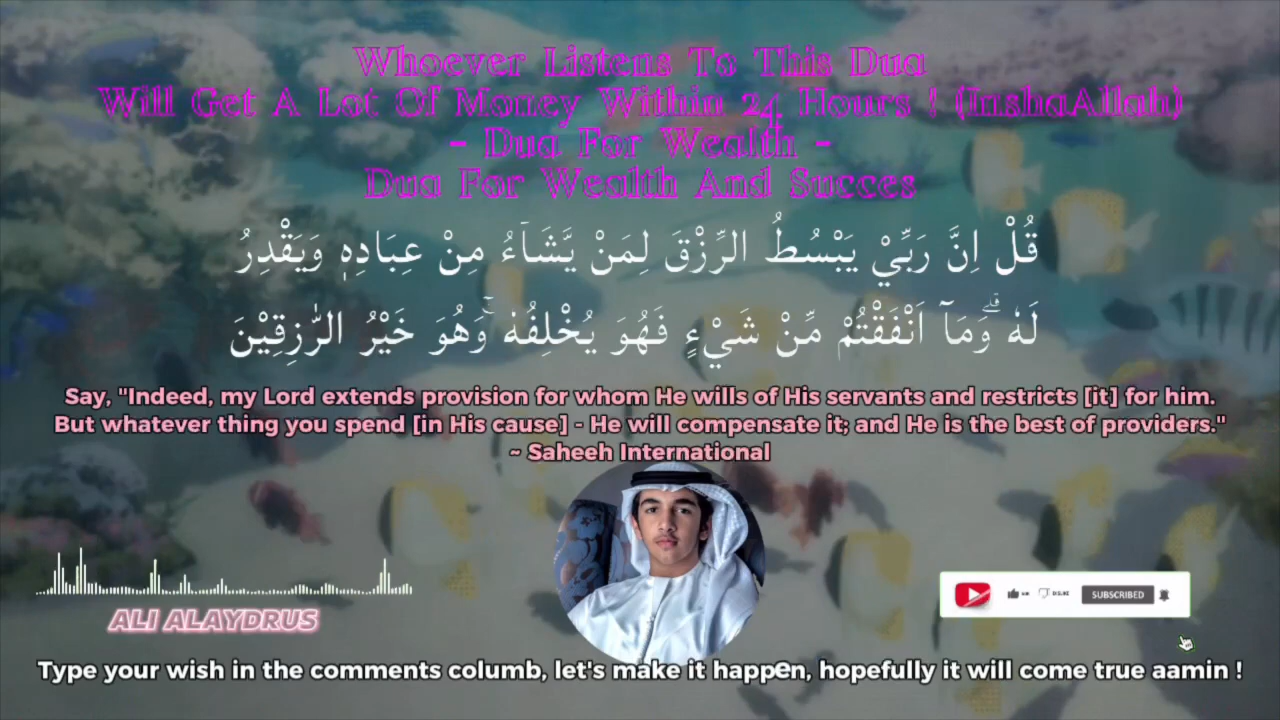 Whoever Listens To This Dua
Will Get A Lot Of Money Within 24 Hours ! (InshaAllah)
- Dua For Wealth -
Dua For Wealth And Succes
قُلْ اِنَّ رَبِّيْ يَبْسُطُ الرِّزْقَ لِمَنْ يَّشَاۤءُ مِنْ عِبَادِهٖ وَيَقْدِرُ
لَهٗ ۗوَمَآ اَنْفَقْتُمْ مِّنْ شَيْءٍ فَهُوَ يُخْلِفُهٗ ۚوَهُوَ خَيْرُ الرّٰزِقِيْنَ
Say, "Indeed, my Lord extends provision for whom He wills of His servants and restricts [it] for him.
But whatever thing you spend [in His cause] - He will compensate it; and He is the best of providers."
~ Saheeh International
ALI ALAYDRUS
SUBSCRIBED
Type your wish in the comments columb, let's make it happen, hopefully it will come true aamin !